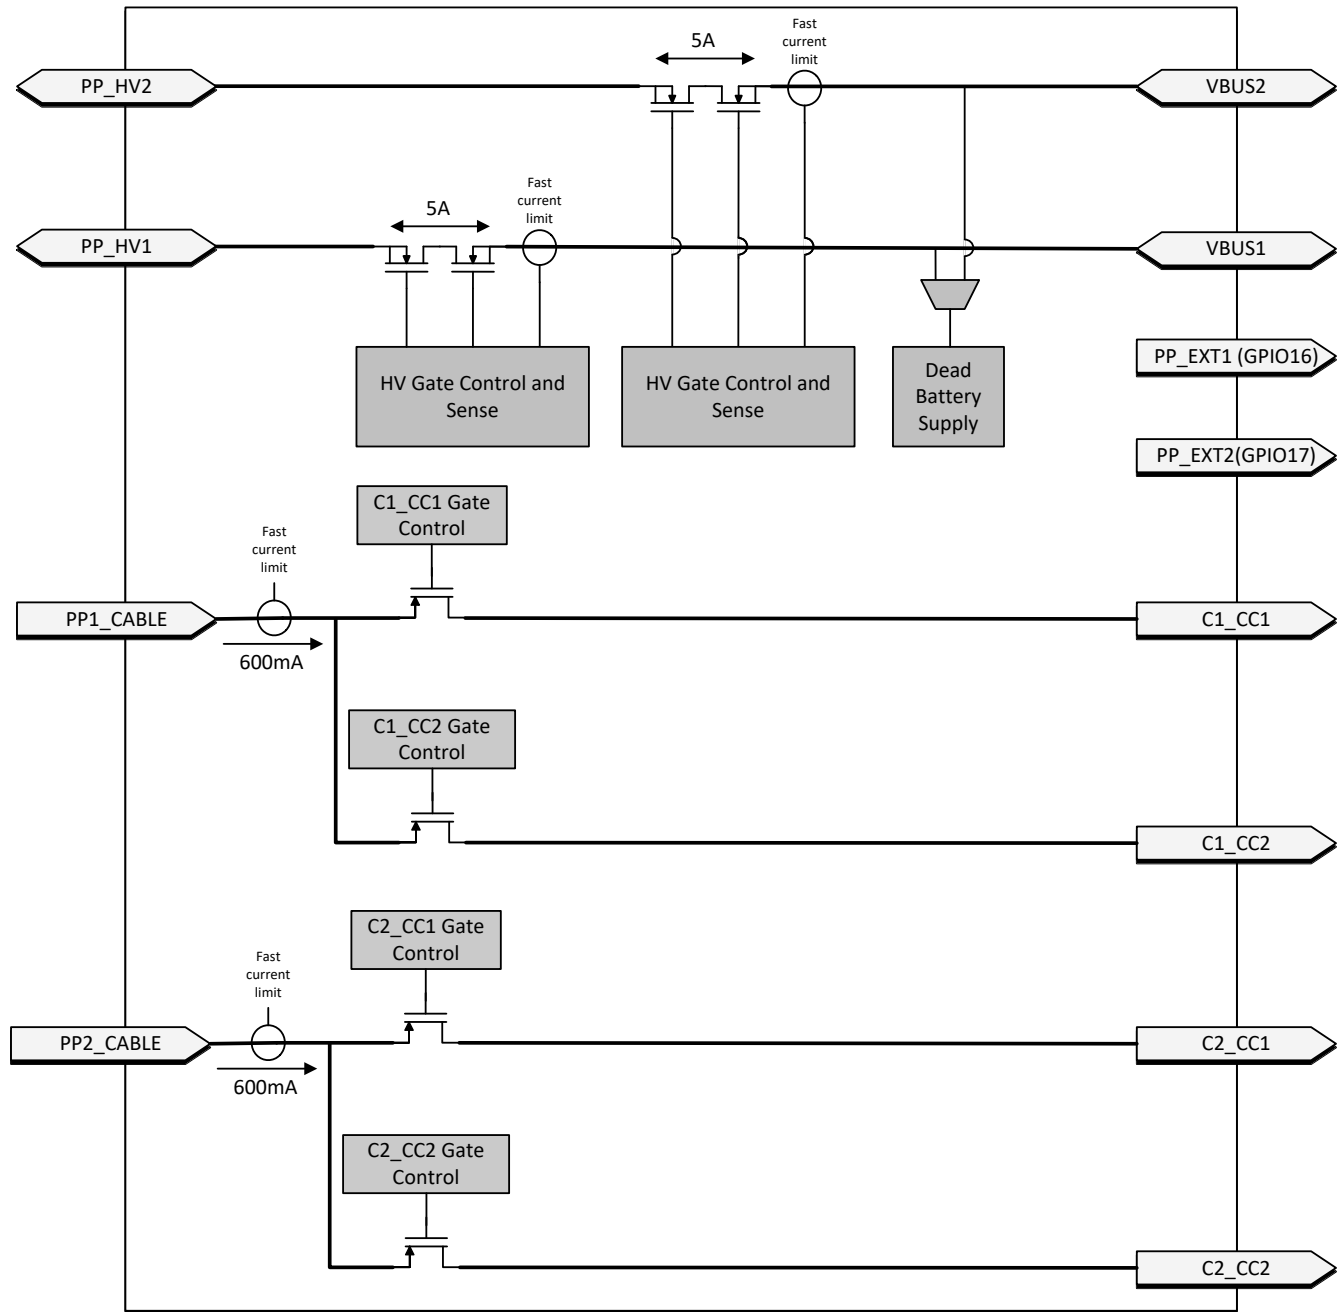 Fast
current
limit
5A
PP_HV2
VBUS2
Fast
current
limit
5A
PP_HV1
VBUS1
HV Gate Control and
Sense
HV Gate Control and
Sense
Dead
Battery
Supply
PP_EXT1 (GPIO16)
PP_EXT2(GPIO17)
C1_CC1 Gate
Control
Fast
current
limit
PP1_CABLE
600mA
C1_CC1
C1_CC2 Gate
Control
C1_CC2
C2_CC1 Gate
Control
Fast
current
limit
PP2_CABLE
600mA
C2_CC1
C2_CC2 Gate
Control
C2_CC2